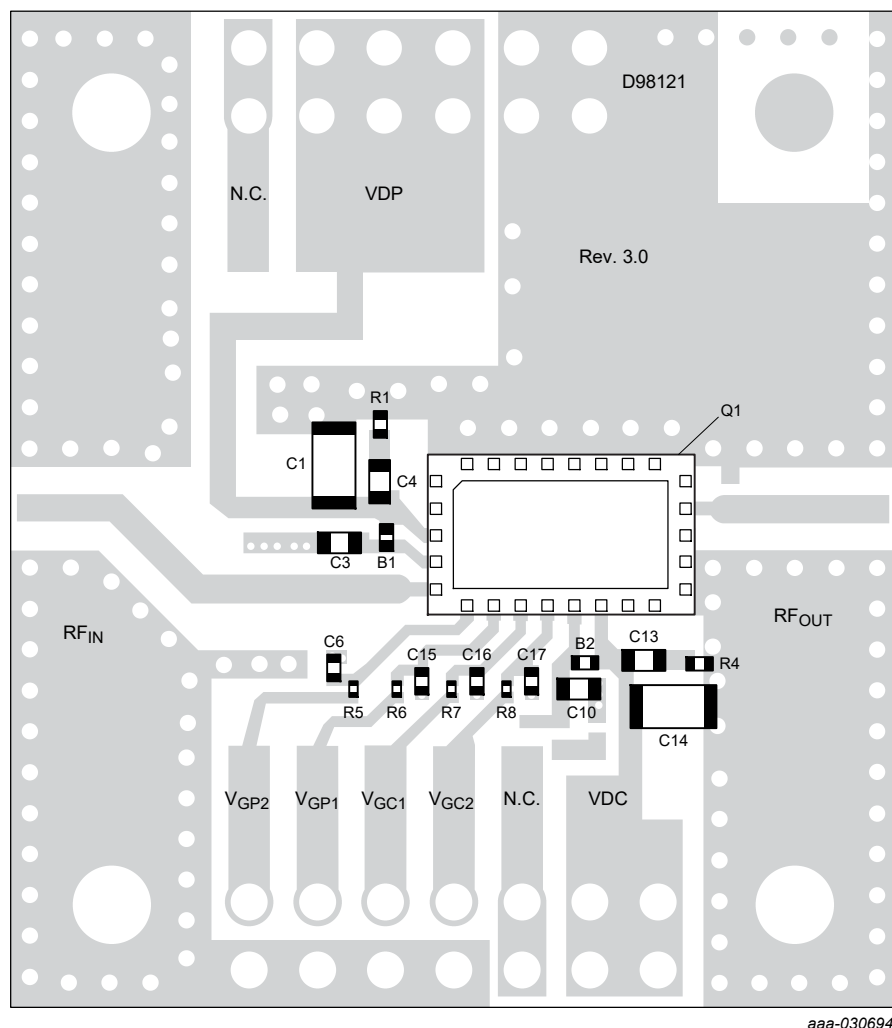 D98121
N.C.
VDP
Rev. 3.0
R1
Q1
C1
C4
C3
B1
RFIN
RFOUT
C6
C15
C16
C17
B2
C13
R4
R5
R6
R7
R8
C10
C14
VGP2
VGP1
VGC1
VGC2
N.C.
VDC
aaa-030694